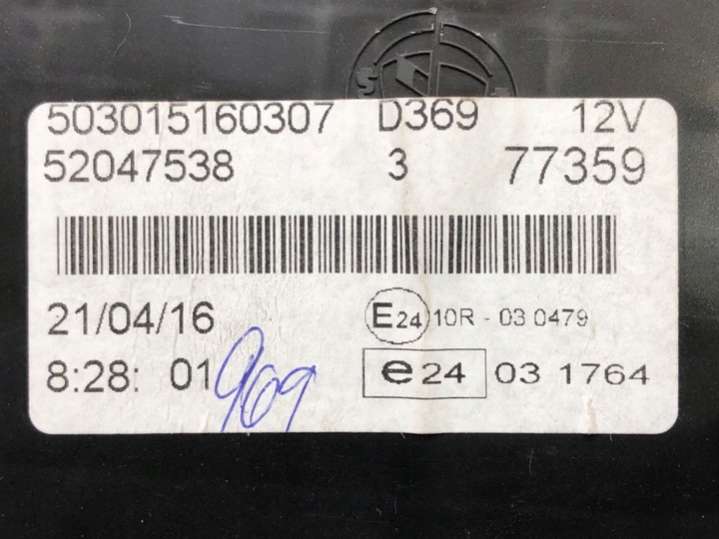 503015160307 D369 12V
52047538 3 77359
21/04/16 E24 10R - 03 0479
8:28: 01 969 e24 03 1764